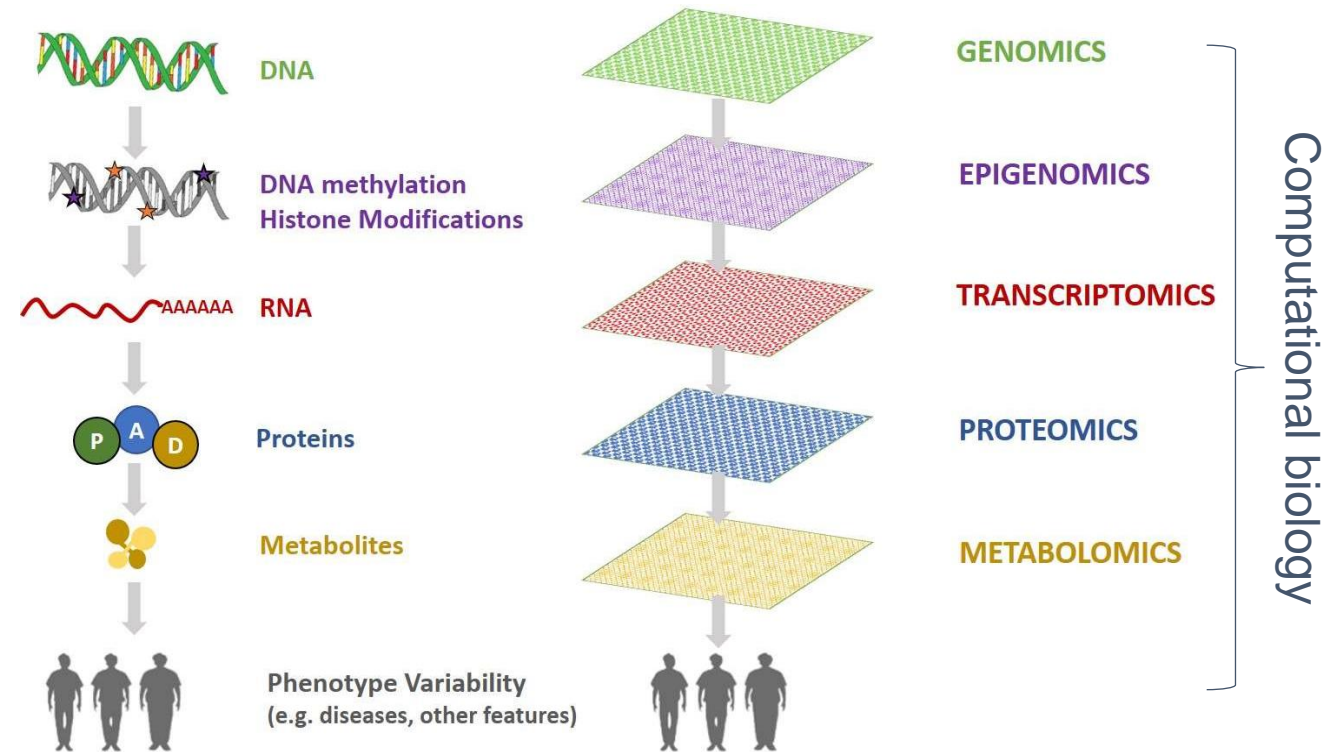 DNA
GENOMICS
DNA methylation
Histone Modifications
EPIGENOMICS
AAAAAA
RNA
TRANSCRIPTOMICS
P
A
D
Proteins
PROTEOMICS
Metabolites
METABOLOMICS
Phenotype Variability
(e.g. diseases, other features)
Computational biology